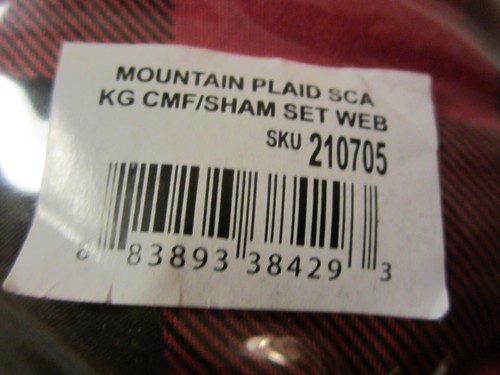 MOUNTAIN PLAID SCA
KG CMF/SHAM SET WEB
SKU 210705
8 83893 38429 3